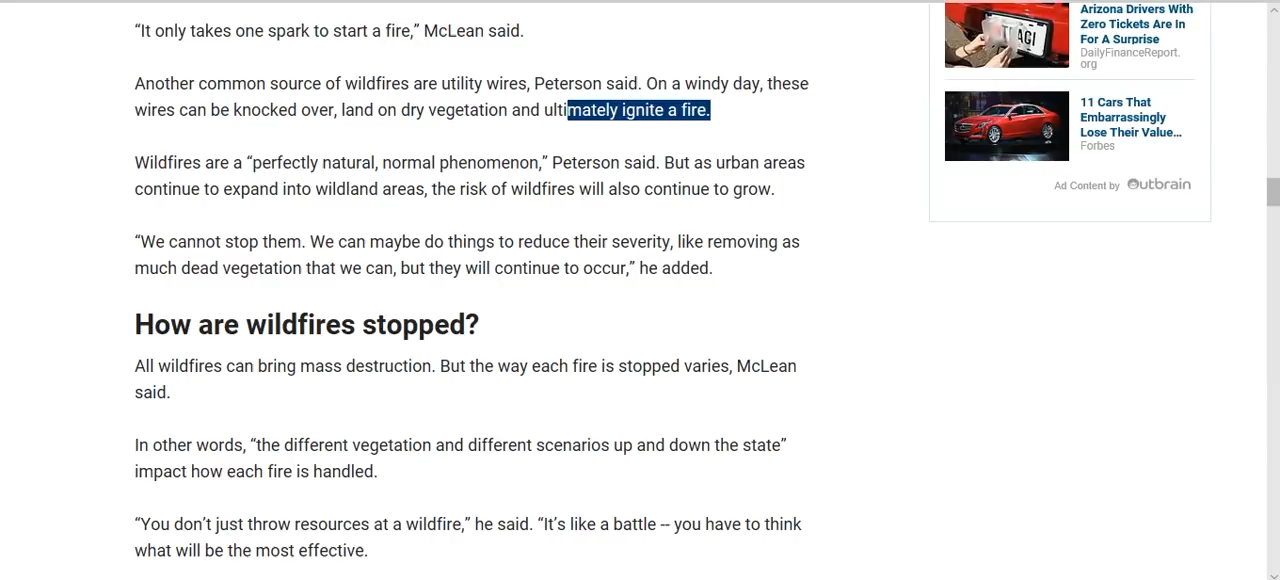 “It only takes one spark to start a fire,” McLean said.
Another common source of wildfires are utility wires, Peterson said. On a windy day, these
wires can be knocked over, land on dry vegetation and ultimately ignite a fire.
Wildfires are a “perfectly natural, normal phenomenon,” Peterson said. But as urban areas
continue to expand into wildland areas, the risk of wildfires will also continue to grow.
“We cannot stop them. We can maybe do things to reduce their severity, like removing as
much dead vegetation that we can, but they will continue to occur,” he added.
How are wildfires stopped?
All wildfires can bring mass destruction. But the way each fire is stopped varies, McLean
said.
In other words, “the different vegetation and different scenarios up and down the state”
impact how each fire is handled.
“You don’t just throw resources at a wildfire,” he said. “It’s like a battle -- you have to think
what will be the most effective.
Arizona Drivers With
Zero Tickets Are In
For A Surprise
DailyFinanceReport.
org
11 Cars That
Embarrassingly
Lose Their Value…
Forbes
Ad Content by Outbrain